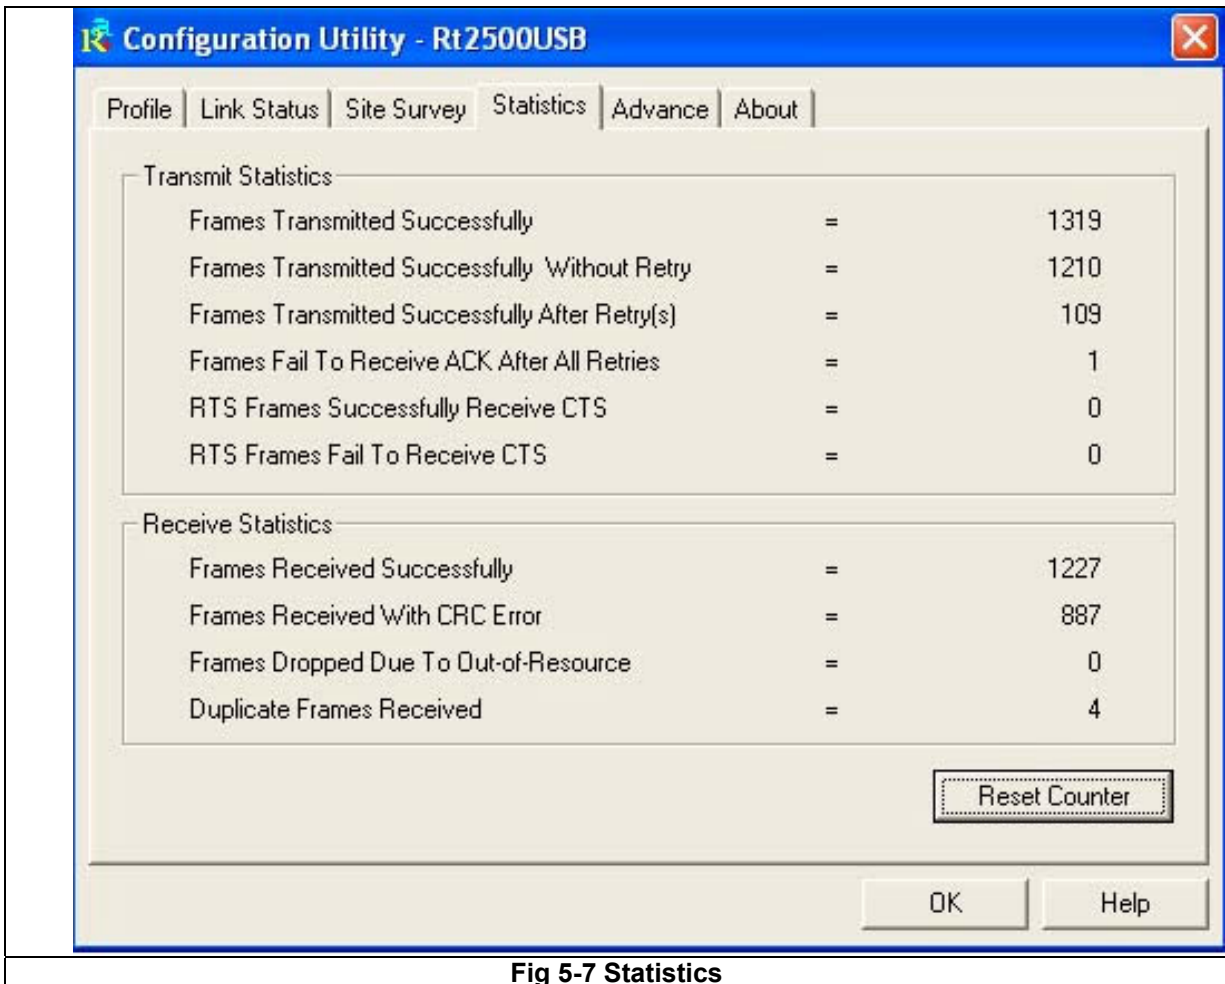 Configuration Utility - Rt2500USB
Profile Link Status Site Survey Statistics Advance About
Transmit Statistics
Frames Transmitted Successfully = 1319
Frames Transmitted Successfully Without Retry = 1210
Frames Transmitted Successfully After Retry(s) = 109
Frames Fail To Receive ACK After All Retries = 1
RTS Frames Successfully Receive CTS = 0
RTS Frames Fail To Receive CTS = 0
Receive Statistics
Frames Received Successfully = 1227
Frames Received With CRC Error = 887
Frames Dropped Due To Out-of-Resource = 0
Duplicate Frames Received = 4
Reset Counter
OK Help
Fig 5-7 Statistics